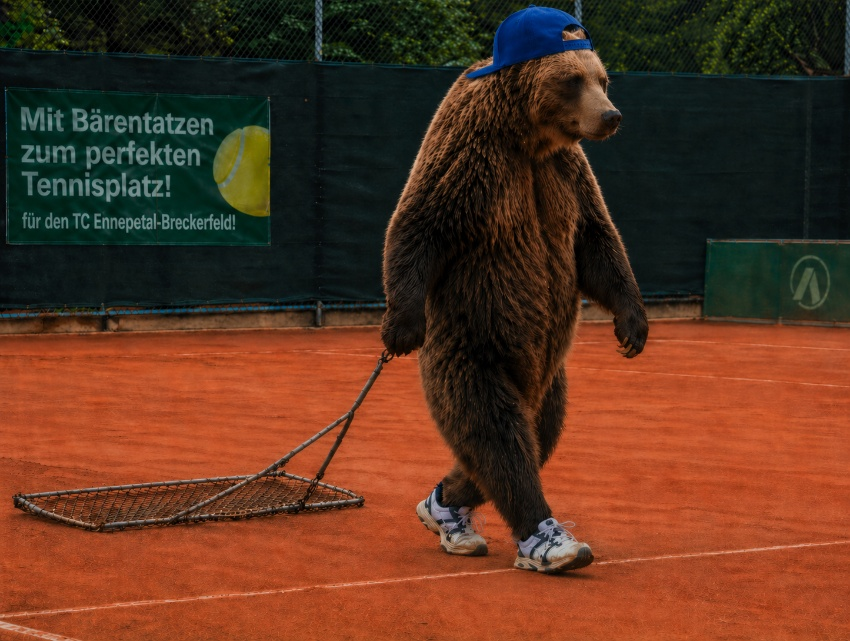 Mit Bärentatzen
zum perfekten
Tennisplatz!
für den TC Ennepetal-Breckerfeld!